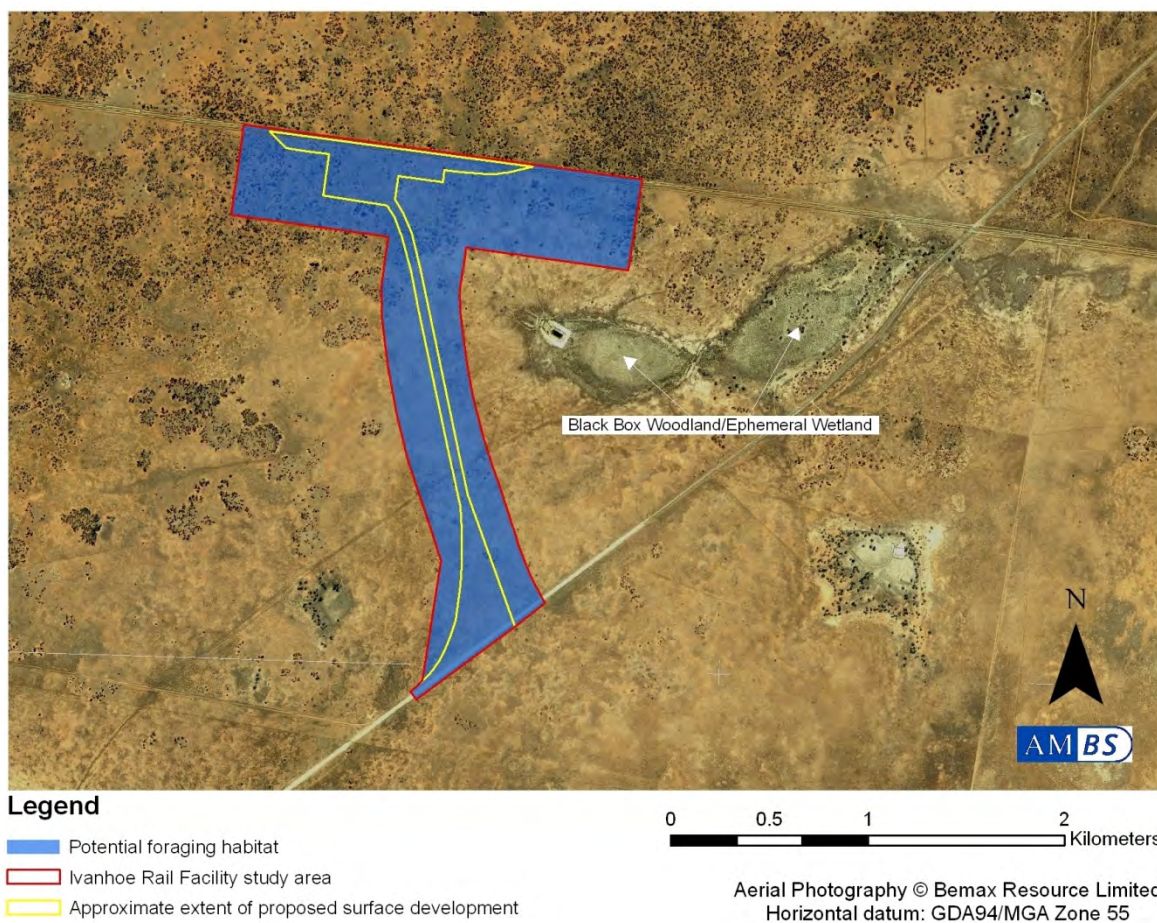 Black Box Woodland/Ephemeral Wetland
N
AMBS
Legend
Potential foraging habitat
Ivanhoe Rail Facility study area
Approximate extent of proposed surface development
0 0.5 1 2
Kilometers
Aerial Photography © Bemax Resource Limited
Horizontal datum: GDA94/MGA Zone 55